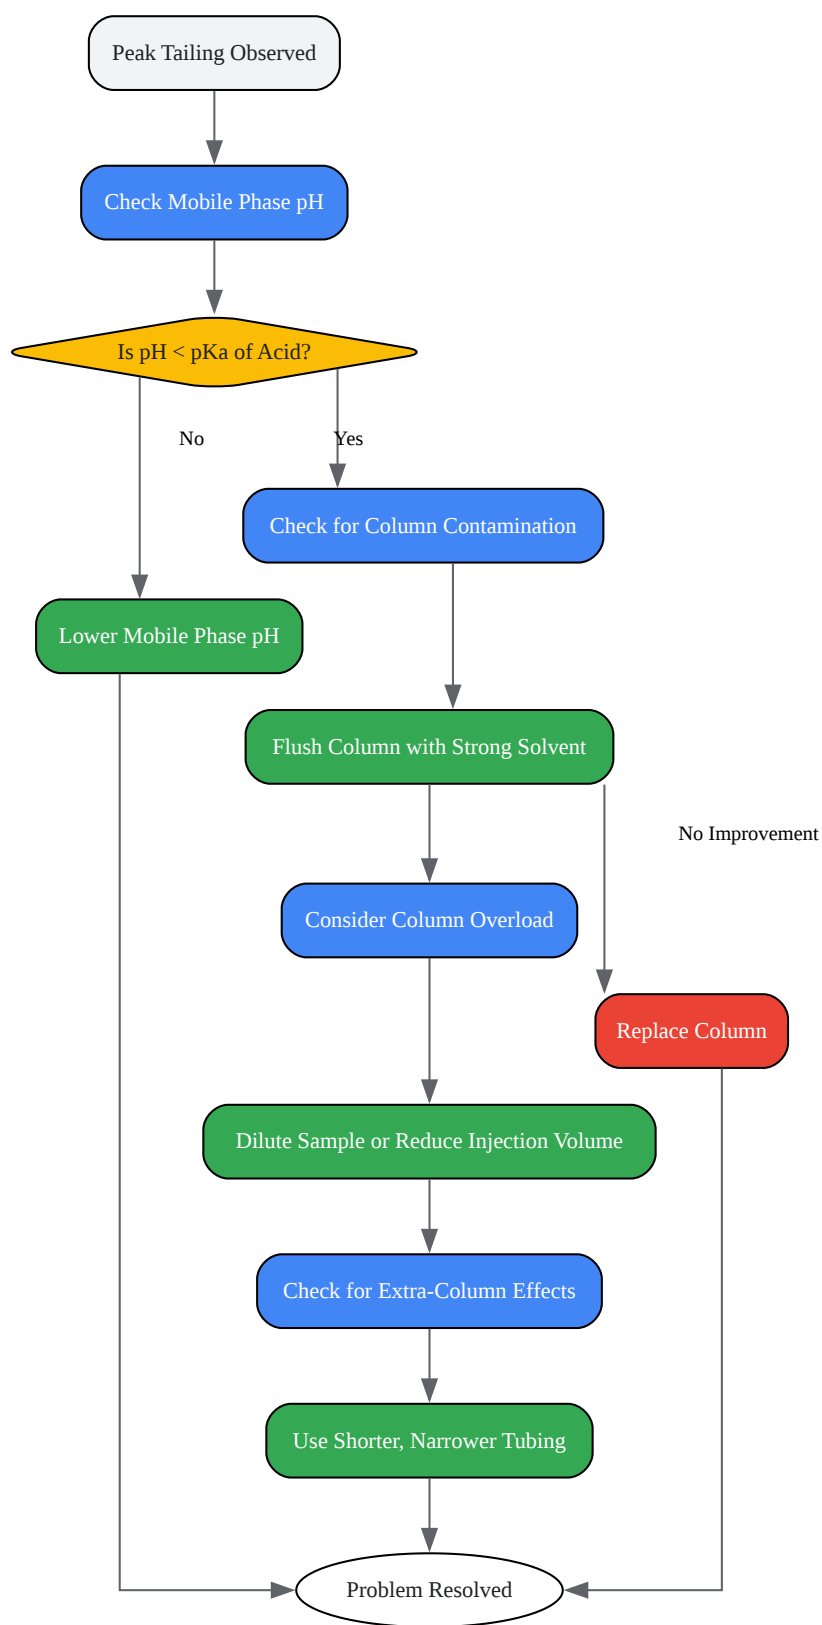 Peak Tailing Observed
Check Mobile Phase pH
Is pH < pKa of Acid?
No
Yes
Check for Column Contamination
Lower Mobile Phase pH
Flush Column with Strong Solvent
No Improvement
Consider Column Overload
Replace Column
Dilute Sample or Reduce Injection Volume
Check for Extra-Column Effects
Use Shorter, Narrower Tubing
Problem Resolved